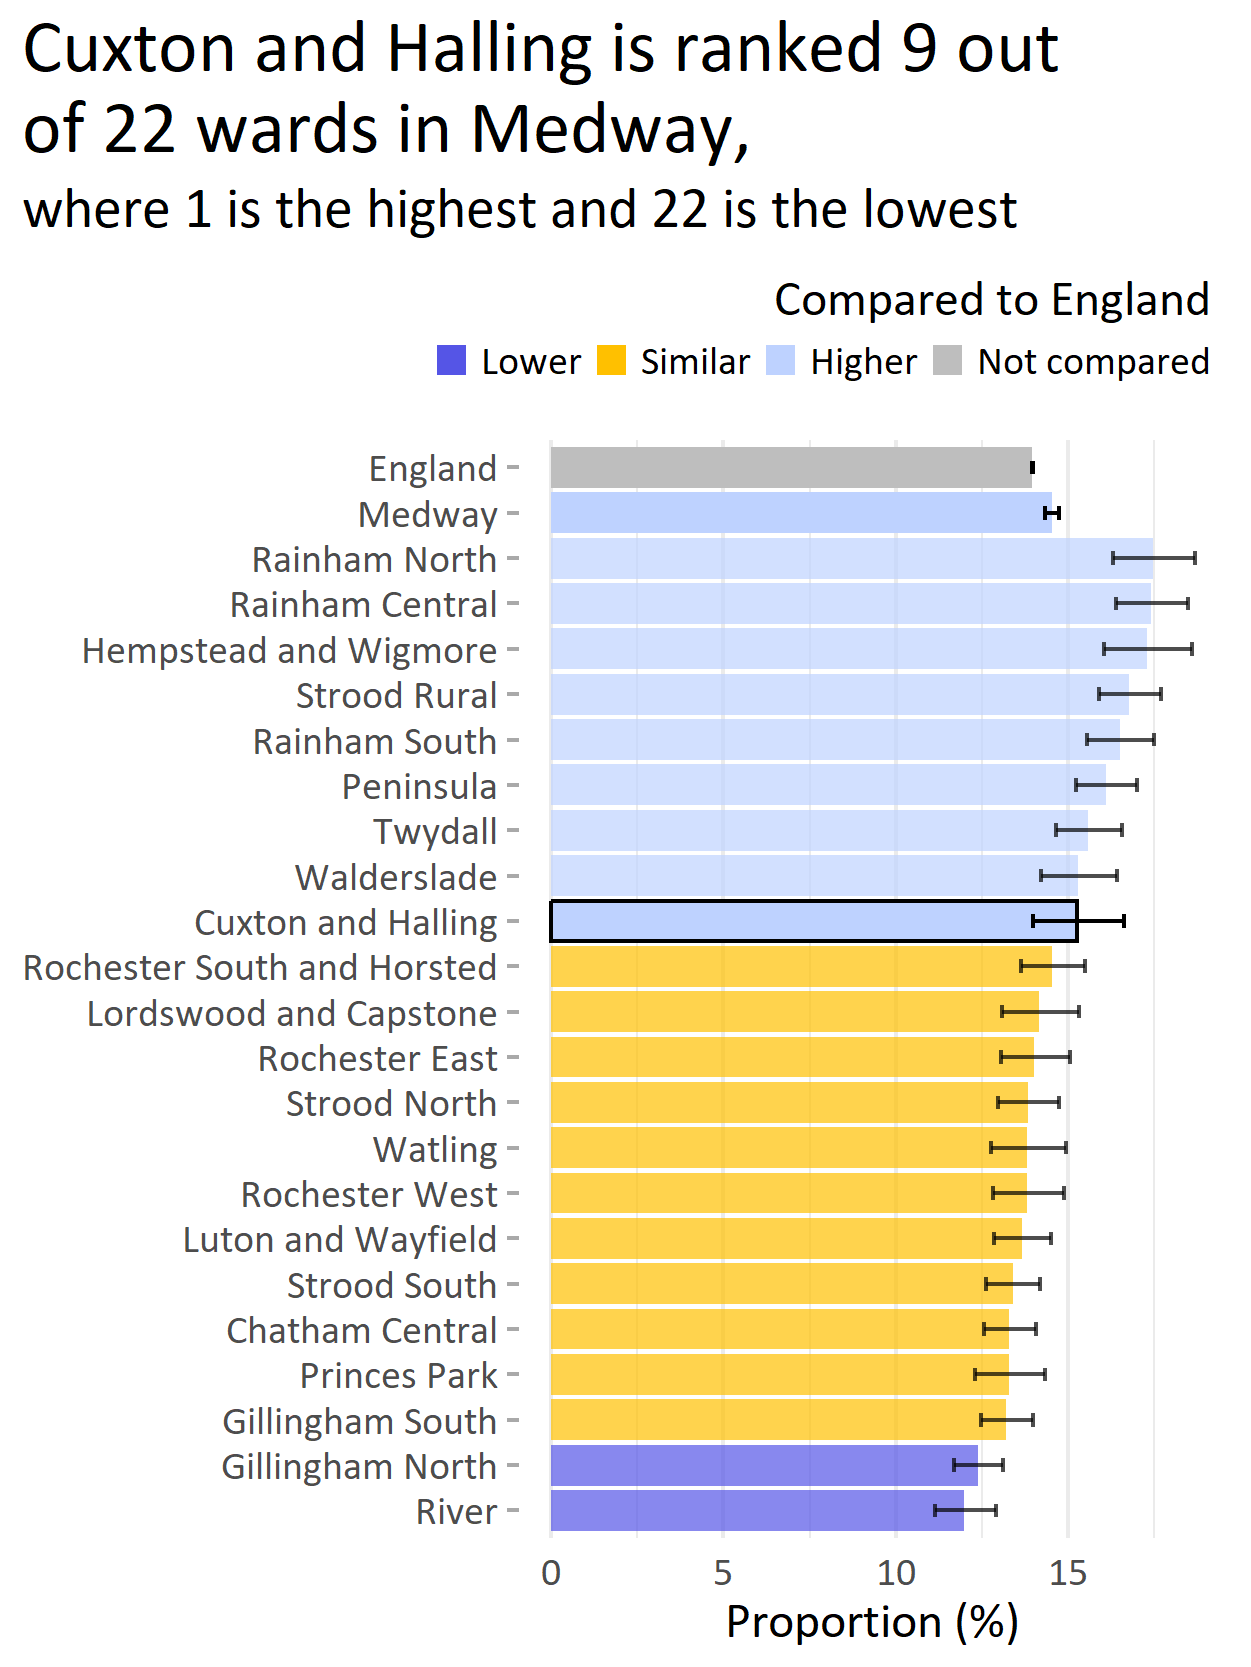 Cuxton and Halling is ranked 9 out
of 22 wards in Medway,
where 1 is the highest and 22 is the lowest
Compared to England
Lower Similar Higher Not compared
England
Medway
Rainham North
Rainham Central
Hempstead and Wigmore
Strood Rural
Rainham South
Peninsula
Twydall
Walderslade
Cuxton and Halling
Rochester South and Horsted
Lordswood and Capstone
Rochester East
Strood North
Watling
Rochester West
Luton and Wayfield
Strood South
Chatham Central
Princes Park
Gillingham South
Gillingham North
River
0 5 10 15
Proportion (%)